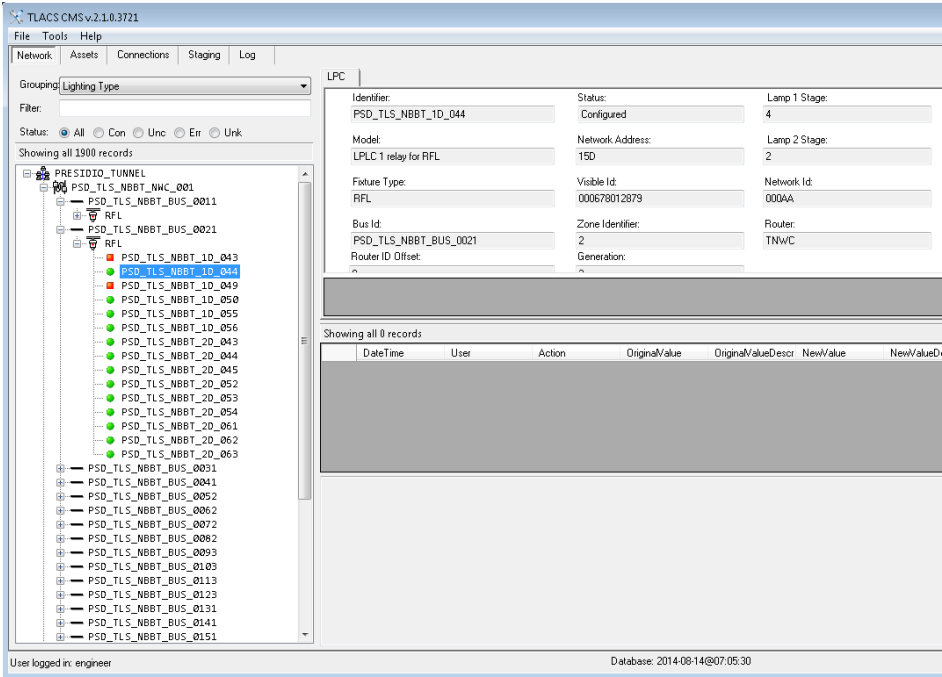 TLACS CMS v.2.1.0.3721
File Tools Help
Network Assets Connections Staging Log
Grouping: Lighting Type
Filter:
Status: All Con Unc Err Unk
Showing all 1900 records
PRESIDIO_TUNNEL
PSD_TLS_NBBT_NWC_001
PSD_TLS_NBBT_BUS_0011
RFL
PSD_TLS_NBBT_BUS_0021
RFL
PSD_TLS_NBBT_1D_043
PSD_TLS_NBBT_1D_044
PSD_TLS_NBBT_1D_049
PSD_TLS_NBBT_1D_050
PSD_TLS_NBBT_1D_055
PSD_TLS_NBBT_1D_056
PSD_TLS_NBBT_2D_043
PSD_TLS_NBBT_2D_044
PSD_TLS_NBBT_2D_045
PSD_TLS_NBBT_2D_052
PSD_TLS_NBBT_2D_053
PSD_TLS_NBBT_2D_054
PSD_TLS_NBBT_2D_061
PSD_TLS_NBBT_2D_062
PSD_TLS_NBBT_2D_063
PSD_TLS_NBBT_BUS_0031
PSD_TLS_NBBT_BUS_0041
PSD_TLS_NBBT_BUS_0052
PSD_TLS_NBBT_BUS_0062
PSD_TLS_NBBT_BUS_0072
PSD_TLS_NBBT_BUS_0082
PSD_TLS_NBBT_BUS_0093
PSD_TLS_NBBT_BUS_0103
PSD_TLS_NBBT_BUS_0113
PSD_TLS_NBBT_BUS_0123
PSD_TLS_NBBT_BUS_0131
PSD_TLS_NBBT_BUS_0141
PSD_TLS_NBBT_BUS_0151
LPC
Identifier: Status: Lamp 1 Stage:
PSD_TLS_NBBT_1D_044 Configured 4
Model: Network Address: Lamp 2 Stage:
LPLC 1 relay for RFL 15D 2
Fixture Type: Visible Id: Network Id:
RFL 000678012879 000AA
Bus Id: Zone Identifier: Router:
PSD_TLS_NBBT_BUS_0021 2 TNWC
Router ID Offset: Generation:
Showing all 0 records
DateTime User Action OriginalValue OriginalValueDescr NewValue NewValueDe
User logged in: engineer Database: 2014-08-14@07:05:30